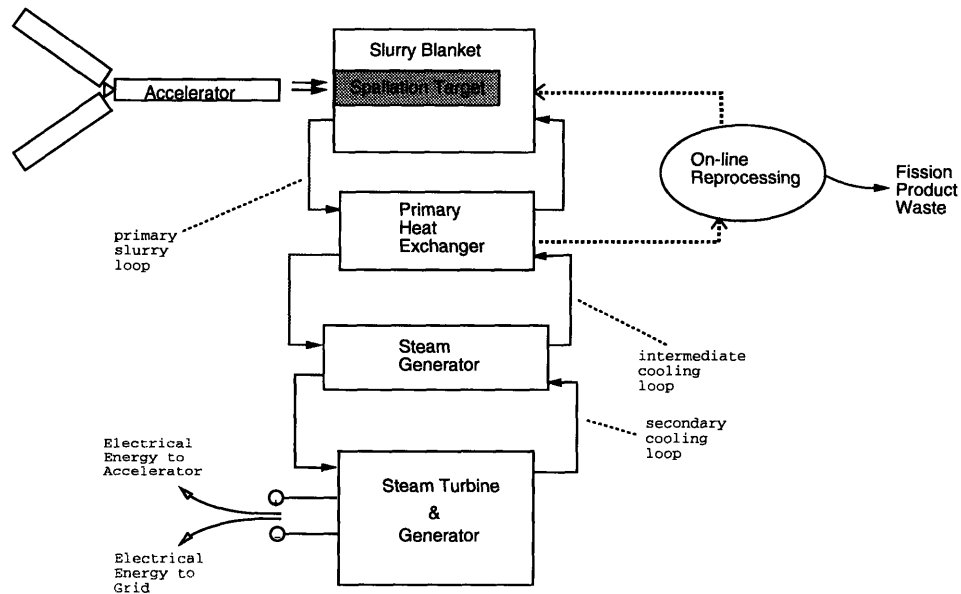 Slurry Blanket
Spallation Target
Accelerator
On-line
Reprocessing
Fission
Product
Waste
Primary
Heat
Exchanger
primary
slurry
loop
Steam
Generator
intermediate
cooling
loop
secondary
cooling
loop
Electrical
Energy to
Accelerator
Steam Turbine
&
Generator
Electrical
Energy to
Grid